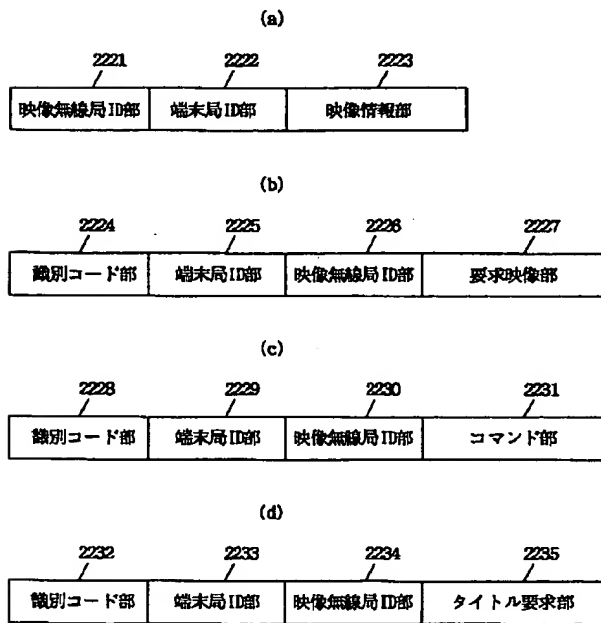 (a)
2221 2222 2223
映像無線局ID部 端末局ID部 映像情報部
(b)
2224 2225 2226 2227
識別コード部 端末局ID部 映像無線局ID部 要求映像部
(c)
2228 2229 2230 2231
識別コード部 端末局ID部 映像無線局ID部 コマンド部
(d)
2232 2233 2234 2235
識別コード部 端末局ID部 映像無線局ID部 タイトル要求部